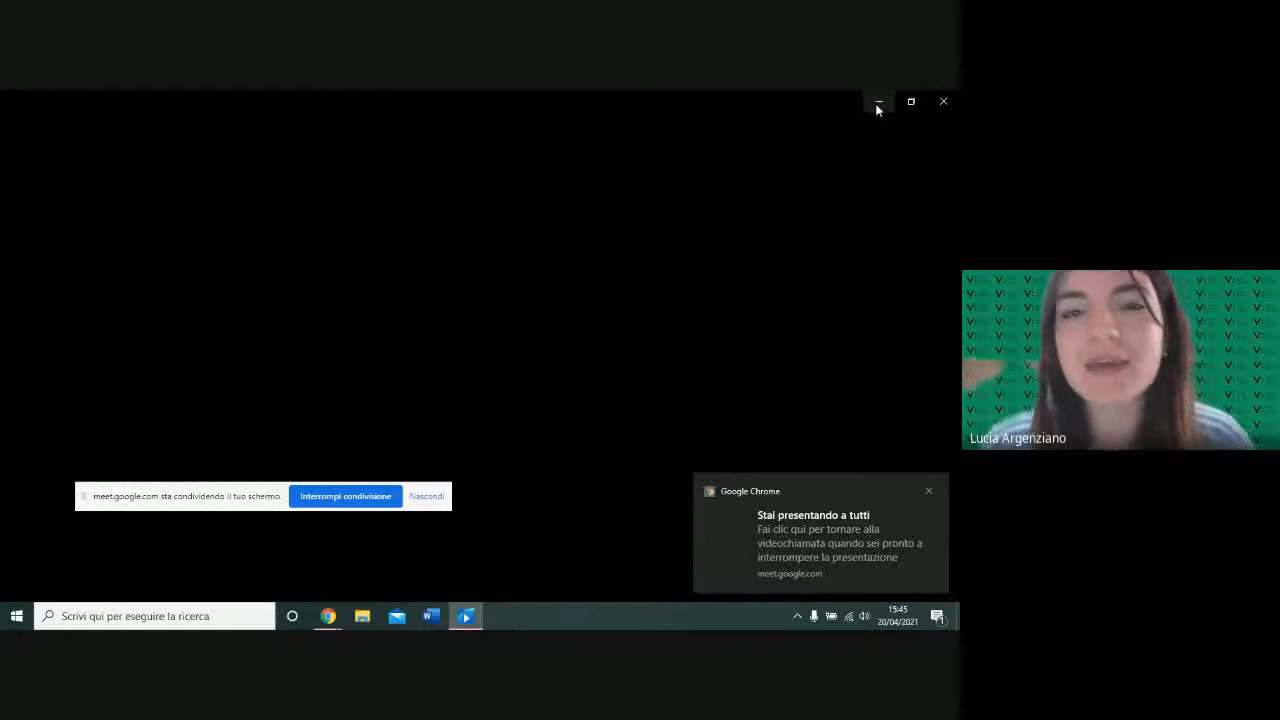 Lucia Argenziano
meet.google.com sta condividendo il tuo schermo.
Interrompi condivisione
Nascondi
Google Chrome
Stai presentando a tutti
Fai clic qui per tornare alla
videochiamata quando sei pronto a
interrompere la presentazione
meet.google.com
Scrivi qui per eseguire la ricerca
15:45
20/04/2021